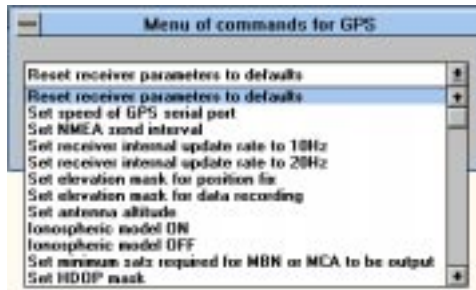 Menu of commands for GPS
Reset receiver parameters to defaults
Reset receiver parameters to defaults
Set speed of GPS serial port
Set NMEA send interval
Set receiver internal update rate to 10Hz
Set receiver internal update rate to 20Hz
Set elevation mask for position fix
Set elevation mask for data recording
Set antenna altitude
Ionospheric model ON
Ionospheric model OFF
Set minimum sats required for MBN or MCA to be output
Set HDOP mask